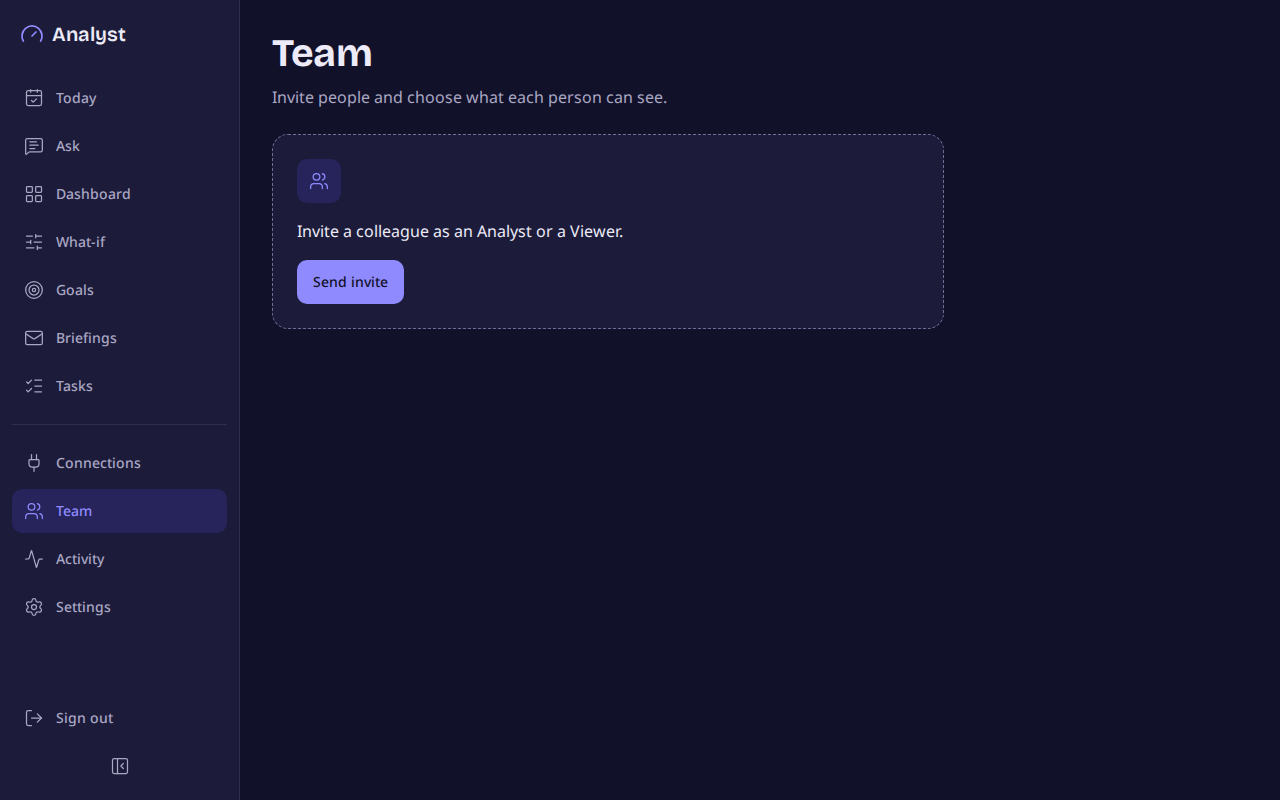 Analyst
Today
Ask
Dashboard
What-if
Goals
Briefings
Tasks
Connections
Team
Activity
Settings
Sign out
Team
Invite people and choose what each person can see.
Invite a colleague as an Analyst or a Viewer.
Send invite